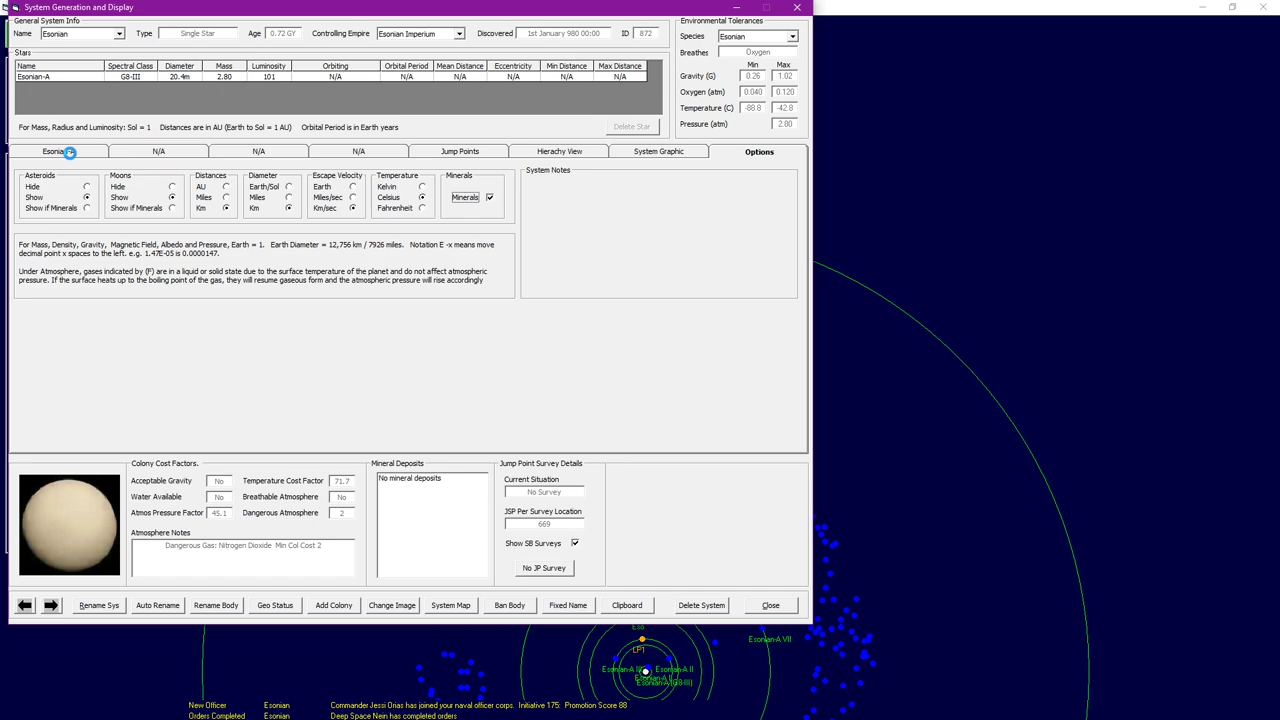 System Generation and Display
General System Info
Name Esonian Type Single Star Age 0.72 GY Controlling Empire Esonian Imperium Discovered 1st January 980 00:00 ID 872
Stars
Name Spectral Class Diameter Mass Luminosity Orbiting Orbital Period Mean Distance Eccentricity Min Distance Max Distance
Esonian-A G8-III 20.4m 2.80 101 N/A N/A N/A N/A N/A N/A
For Mass, Radius and Luminosity: Sol = 1 Distances are in AU (Earth to Sol = 1 AU) Orbital Period is in Earth years
Delete Star
Environmental Tolerances
Species Esonian
Breathes Oxygen
Min Max
Gravity (G) 0.26 1.02
Oxygen (atm) 0.040 0.120
Temperature (C) -88.8 -42.8
Pressure (atm) 2.80
N/A N/A N/A Jump Points Hierachy View System Graphic Options
Asteroids
Hide
Show
Show if Minerals
Moons
Hide
Show
Show if Minerals
Distances
AU
Miles
Km
Diameter
Earth/Sol
Miles
Km
Escape Velocity
Earth
Miles/sec
Km/sec
Temperature
Kelvin
Celsius
Fahrenheit
Minerals
Minerals
System Notes
For Mass, Density, Gravity, Magnetic Field, Albedo and Pressure, Earth = 1. Earth Diameter = 12,756 km / 7926 miles. Notation E -x means move
decimal point x spaces to the left. e.g. 1.47E-05 is 0.0000147.
Under Atmosphere, gases indicated by (F) are in a liquid or solid state due to the surface temperature of the planet and do not affect atmospheric
pressure. If the surface heats up to the boiling point of the gas, they will resume gaseous form and the atmospheric pressure will rise accordingly
Colony Cost Factors.
Acceptable Gravity No Temperature Cost Factor 71.7
Water Available No Breathable Atmosphere No
Atmos Pressure Factor 45.1 Dangerous Atmosphere 2
Atmosphere Notes
Dangerous Gas: Nitrogen Dioxide Min Col Cost 2
Mineral Deposits
No mineral deposits
Jump Point Survey Details
Current Situation
No Survey
JSP Per Survey Location
669
Show SB Surveys
No JP Survey
Rename Sys Auto Rename Rename Body Geo Status Add Colony Change Image System Map Ban Body Fixed Name Clipboard Delete System Close
LP1
Esonian-A VII
Esonian-A II
New Officer Esonian Commander Jessi Orias has joined your naval officer corps. Initiative 175: Promotion Score 88
Orders Completed Esonian Deep Space Nein has completed orders